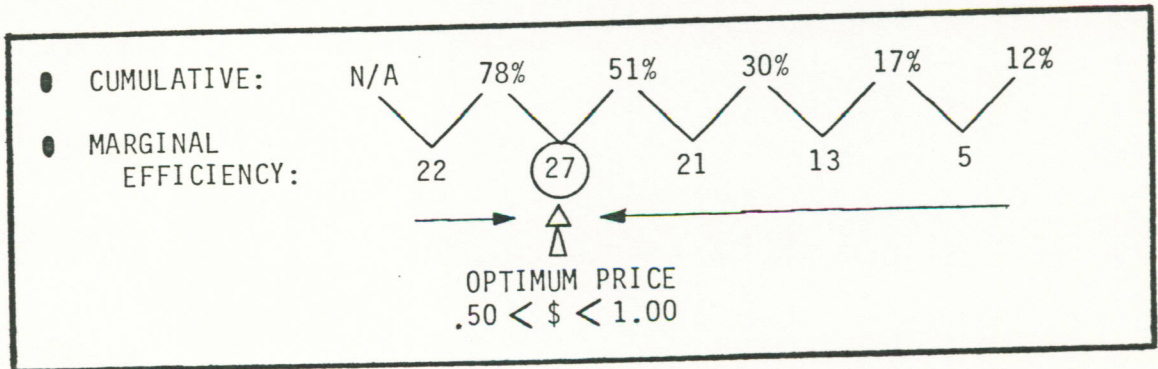 ● CUMULATIVE: N/A 78% 51% 30% 17% 12%
● MARGINAL
EFFICIENCY: 22 27 21 13 5
OPTIMUM PRICE
.50 < $ < 1.00